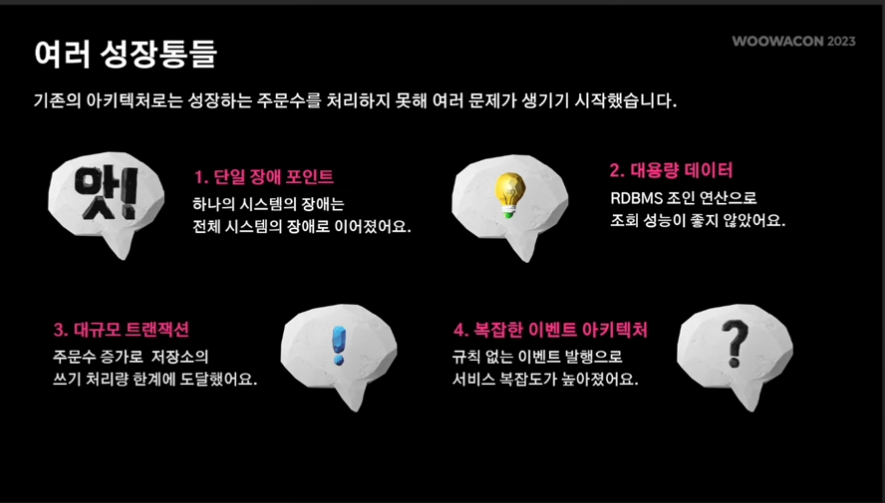 여러 성장통들
WOOWACON 2023
기존의 아키텍처로는 성장하는 주문수를 처리하지 못해 여러 문제가 생기기 시작했습니다.
앗!
1. 단일 장애 포인트
하나의 시스템의 장애는
전체 시스템의 장애로 이어졌어요.
2. 대용량 데이터
RDBMS 조인 연산으로
조회 성능이 좋지 않았어요.
3. 대규모 트랜잭션
주문수 증가로 저장소의
쓰기 처리량 한계에 도달했어요.
!
4. 복잡한 이벤트 아키텍처
규칙 없는 이벤트 발행으로
서비스 복잡도가 높아졌어요.
?